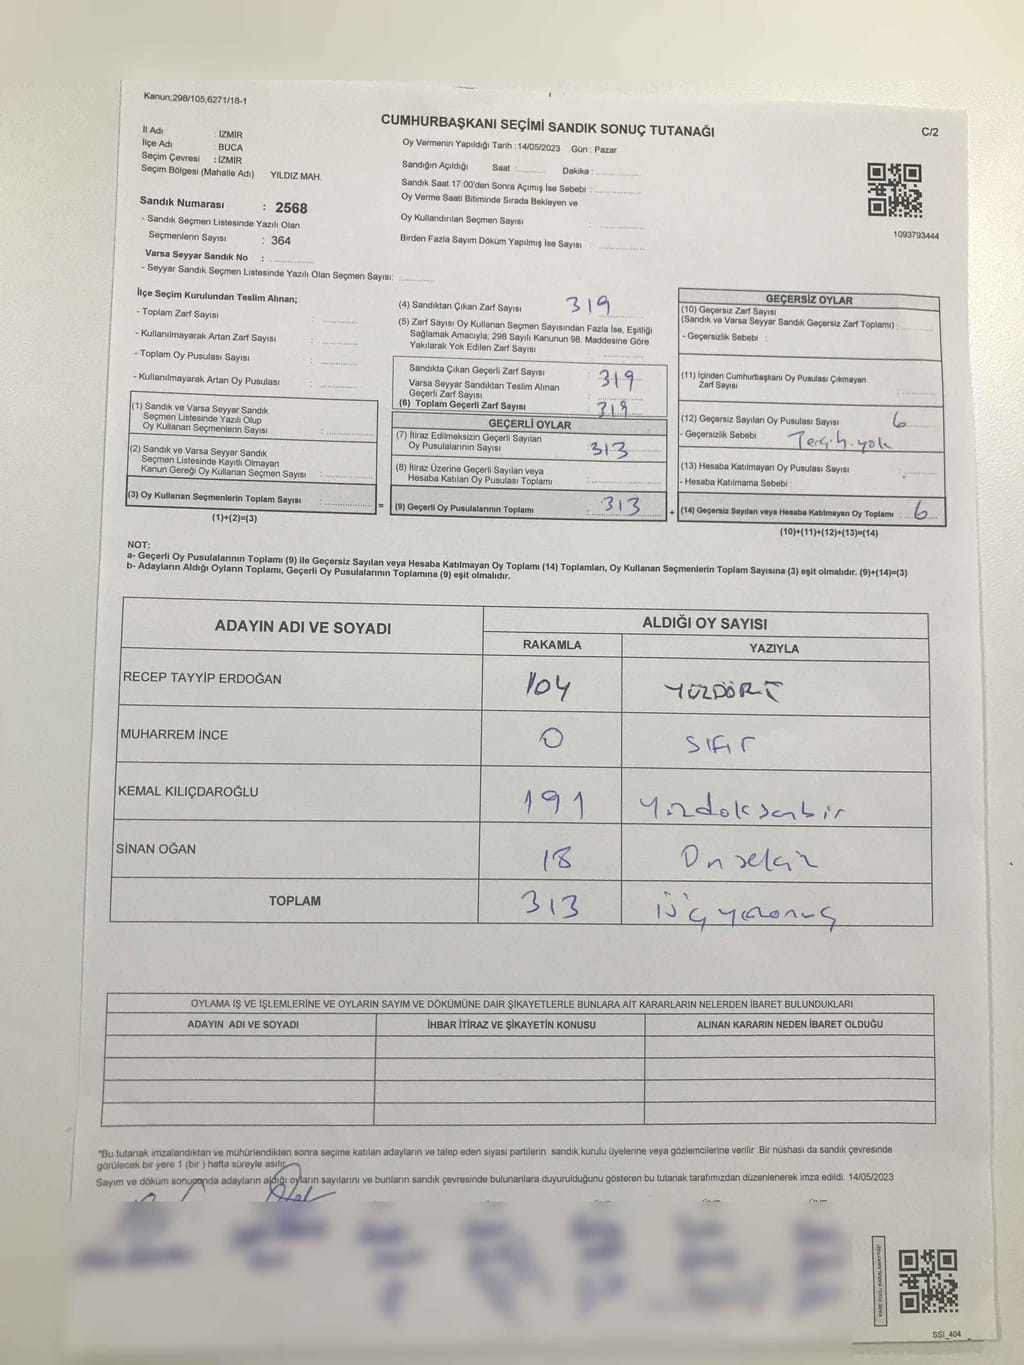 Kanun,298/105,6271/18-1
CUMHURBAŞKANI SEÇİMİ SANDIK SONUÇ TUTANAĞI
C/2
İl Adı : İZMİR
İlçe Adı : BUCA
Seçim Çevresi : İZMİR
Seçim Bölgesi (Mahalle Adı) YILDIZ MAH.
Sandık Numarası : 2568
- Sandık Seçmen Listesinde Yazılı Olan
Seçmenlerin Sayısı : 364
Varsa Seyyar Sandık No :
- Seyyar Sandık Seçmen Listesinde Yazılı Olan Seçmen Sayısı:
Oy Vermenin Yapıldığı Tarih :14/05/2023 Gün : Pazar
Sandığın Açıldığı Saat Dakika :
Sandık Saat 17:00'den Sonra Açımış İse Sebebi :
Oy Verme Saati Bitiminde Sırada Bekleyen ve
Oy Kullandırılan Seçmen Sayısı :
Birden Fazla Sayım Döküm Yapılmış İse Sayısı :
1093793444
İlçe Seçim Kurulundan Teslim Alınan;
- Toplam Zarf Sayısı :
- Kullanılmayarak Artan Zarf Sayısı :
- Toplam Oy Pusulası Sayısı :
- Kullanılmayarak Artan Oy Pusulası :
(1) Sandık ve Varsa Seyyar Sandık
Seçmen Listesinde Yazılı Olup
Oy Kullanan Seçmenlerin Sayısı :
(2) Sandık ve Varsa Seyyar Sandık
Seçmen Listesinde Kayıtlı Olmayan
Kanun Gereği Oy Kullanan Seçmen Sayısı :
(3) Oy Kullanan Seçmenlerin Toplam Sayısı :
(1)+(2)=(3)
(4) Sandıktan Çıkan Zarf Sayısı 319
(5) Zarf Sayısı Oy Kullanan Seçmen Sayısından Fazla İse, Eşitliği
Sağlamak Amacıyla, 298 Sayılı Kanunun 98. Maddesine Göre
Yakılarak Yok Edilen Zarf Sayısı
Sandıkta Çıkan Geçerli Zarf Sayısı : 319
Varsa Seyyar Sandıktan Teslim Alınan
Geçerli Zarf Sayısı :
(6) Toplam Geçerli Zarf Sayısı : 319
GEÇERLİ OYLAR
(7) İtiraz Edilmeksizin Geçerli Sayılan
Oy Pusulalarının Sayısı : 313
(8) İtiraz Üzerine Geçerli Sayılan veya
Hesaba Katılan Oy Pusulası Toplamı :
= (9) Geçerli Oy Pusulalarının Toplamı : 313 +
GEÇERSİZ OYLAR
(10) Geçersiz Zarf Sayısı
(Sandık ve Varsa Seyyar Sandık Geçersiz Zarf Toplamı) :
- Geçersizlik Sebebi :
(11) İçinden Cumhurbaşkanı Oy Pusulası Çıkmayan
Zarf Sayısı
(12) Geçersiz Sayılan Oy Pusulası Sayısı : 6
- Geçersizlik Sebebi : Tercih yok
(13) Hesaba Katılmayan Oy Pusulası Sayısı :
- Hesaba Katılmama Sebebi :
(14) Geçersiz Sayılan veya Hesaba Katılmayan Oy Toplamı : 6
(10)+(11)+(12)+(13)=(14)
NOT:
a- Geçerli Oy Pusulalarının Toplamı (9) ile Geçersiz Sayılan veya Hesaba Katılmayan Oy Toplamı (14) Toplamları, Oy Kullanan Seçmenlerin Toplam Sayısına (3) eşit olmalıdır. (9)+(14)=(3)
b- Adayların Aldığı Oyların Toplamı, Geçerli Oy Pusulalarının Toplamına (9) eşit olmalıdır.
ADAYIN ADI VE SOYADI ALDIĞI OY SAYISI
RAKAMLA YAZIYLA
RECEP TAYYİP ERDOĞAN 104 YÜZDÖRT
MUHARREM İNCE 0 sıfır
KEMAL KILIÇDAROĞLU 191 Yüzdoksanbir
SİNAN OĞAN 18 Onsekiz
TOPLAM 313 üçyüzonüç
OYLAMA İŞ VE İŞLEMLERİNE VE OYLARIN SAYIM VE DÖKÜMÜNE DAİR ŞİKAYETLERLE BUNLARA AİT KARARLARIN NELERDEN İBARET BULUNDUKLARI
ADAYIN ADI VE SOYADI İHBAR İTİRAZ VE ŞİKAYETİN KONUSU ALINAN KARARIN NEDEN İBARET OLDUĞU
*Bu tutanak imzalandıktan ve mühürlendikten sonra seçime katılan adayların ve talep eden siyasi partilerin sandık kurulu üyelerine veya gözlemcilerine verilir .Bir nüshası da sandık çevresinde
görülecek bir yere 1 (bir ) hafta süreyle asılır.
Sayım ve döküm sonuçunda adayların aldığı oyların sayılarını ve bunların sandık çevresinde bulunanlara duyurulduğunu gösteren bu tutanak tarafımızdan düzenlenerek imza edildi. 14/05/2023
KARE KODU KARALAMAYINIZ!
SSI_404